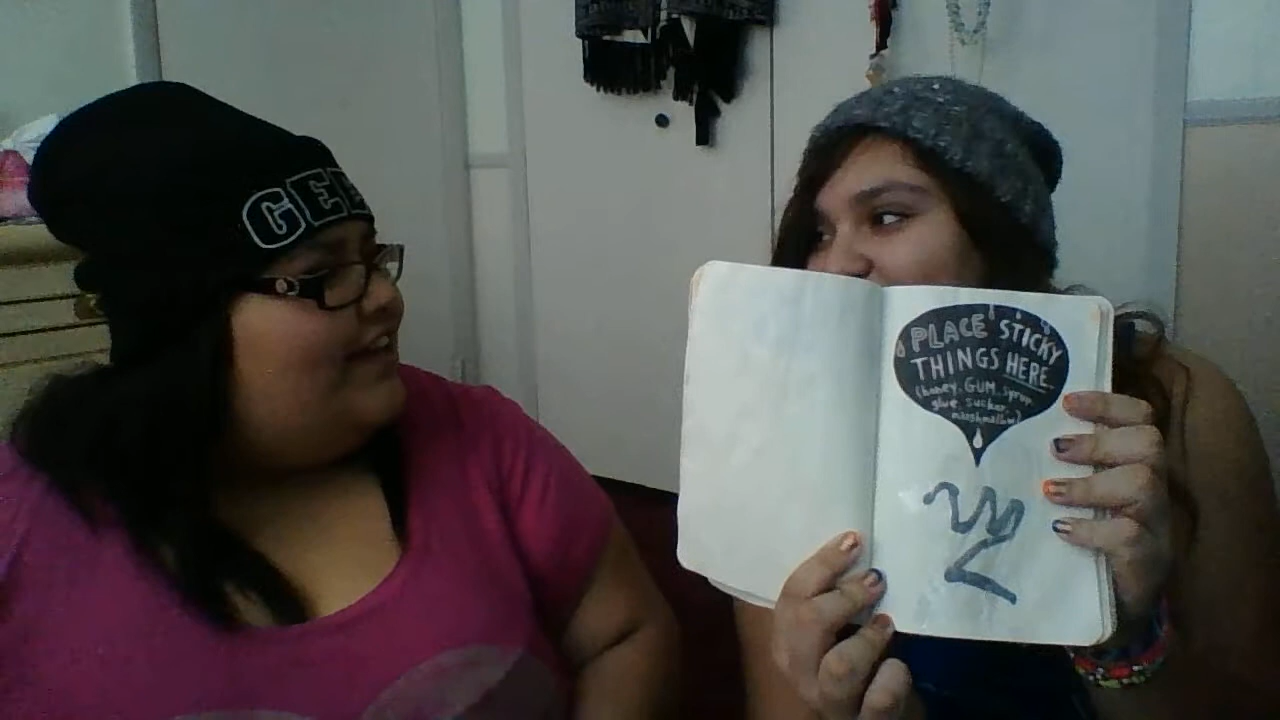 GEE
PLACE STICKY
THINGS HERE.
(honey, GUM, syrup,
glue, sucker,
marshmallow)